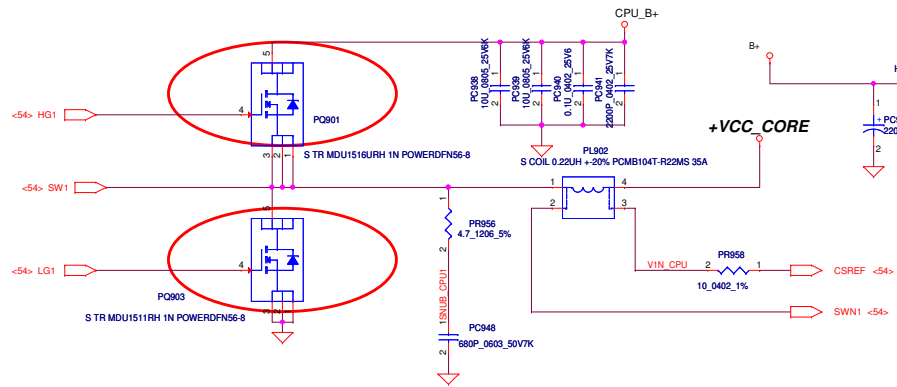 CPU_B+
B+
5
4
3
2
1
<54> HG1
PQ901
S TR MDU1516URH 1N POWERDFN56-8
1
2
PC938
10U_0805_25V6K
1
2
PC939
10U_0805_25V6K
1
2
PC940
0.1U_0402_25V6
1
2
PC941
2200P_0402_25V7K
H
1
+
PC9
220
2
+VCC_CORE
PL902
S COIL 0.22UH +-20% PCMB104T-R22MS 35A
<54> SW1
1
4
2
3
5
4
3
2
1
<54> LG1
PQ903
S TR MDU1511RH 1N POWERDFN56-8
1
PR956
4.7_1206_5%
2
SNUB_CPU1
1
PC948
680P_0603_50V7K
2
V1N_CPU
2
PR958
1
10_0402_1%
CSREF <54>
SWN1 <54>